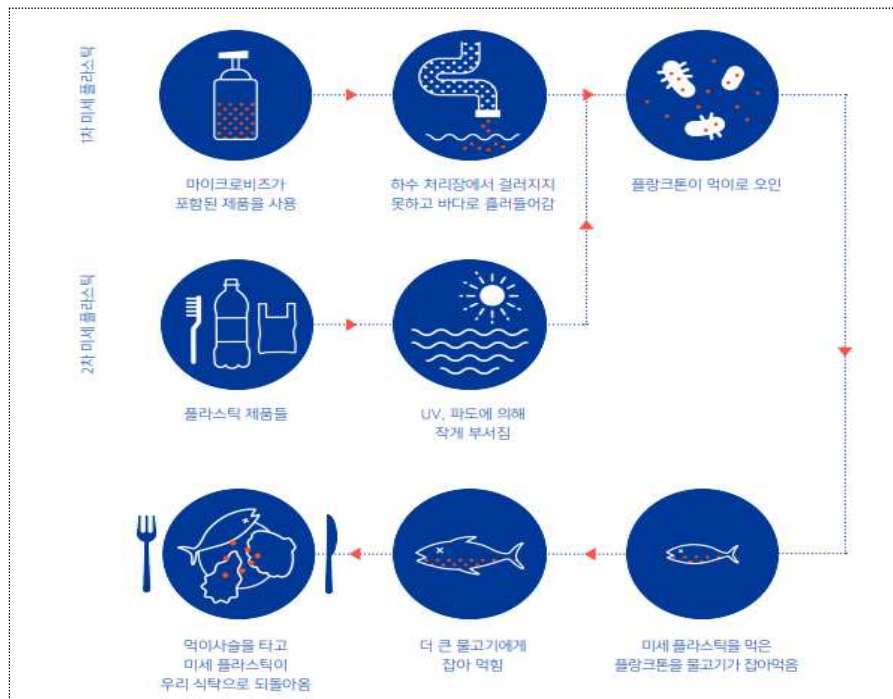 1차 미세 플라스틱
마이크로비즈가
포함된 제품을 사용
하수 처리장에서 걸러지지
못하고 바다로 흘러들어감
플랑크톤이 먹이로 오인
2차 미세 플라스틱
플라스틱 제품들
UV, 파도에 의해
작게 부서짐
먹이사슬을 타고
미세 플라스틱이
우리 식탁으로 되돌아옴
더 큰 물고기에게
잡아 먹힘
미세 플라스틱을 먹은
플랑크톤을 물고기가 잡아먹음